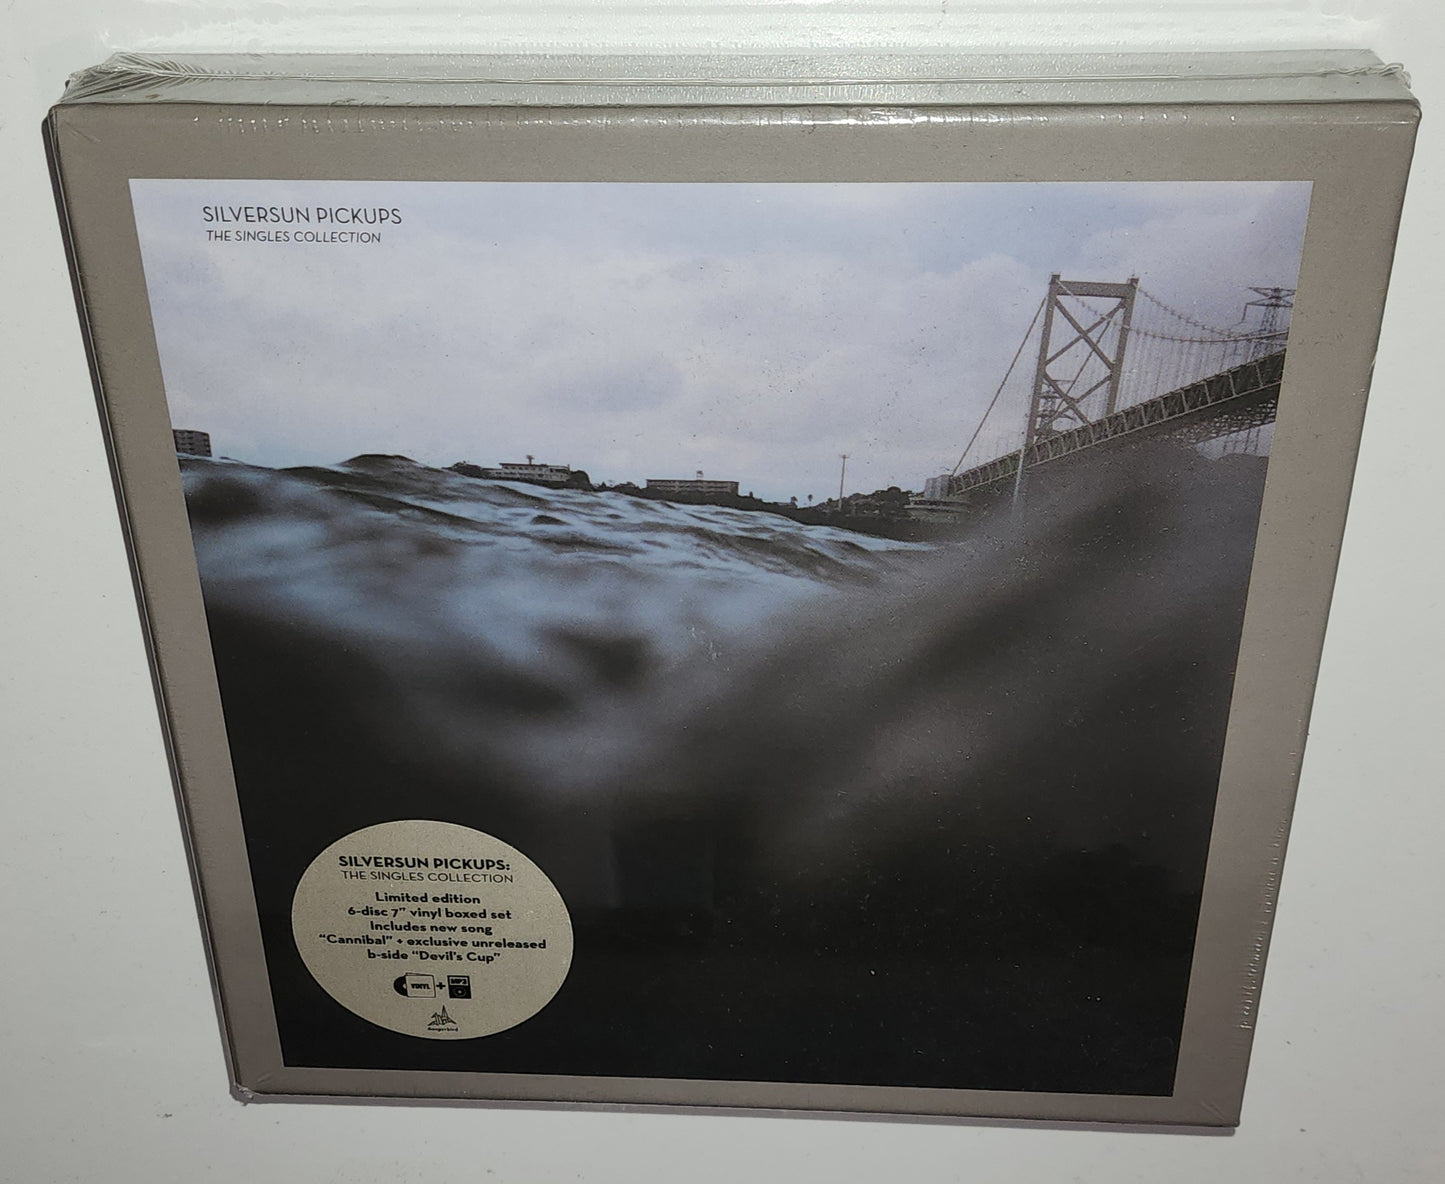 SILVERSUN PICKUPS
THE SINGLES COLLECTION
SILVERSUN PICKUPS:
THE SINGLES COLLECTION
Limited edition
6-disc 7” vinyl boxed set
Includes new song
“Cannibal” + exclusive unreleased
b-side “Devil’s Cup”
VINYL + MP3
dangerbird